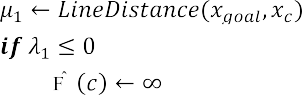 μ₁ ← LineDistance(x_goal, x_c)
if λ₁ ≤ 0
F̂ (c) ← ∞